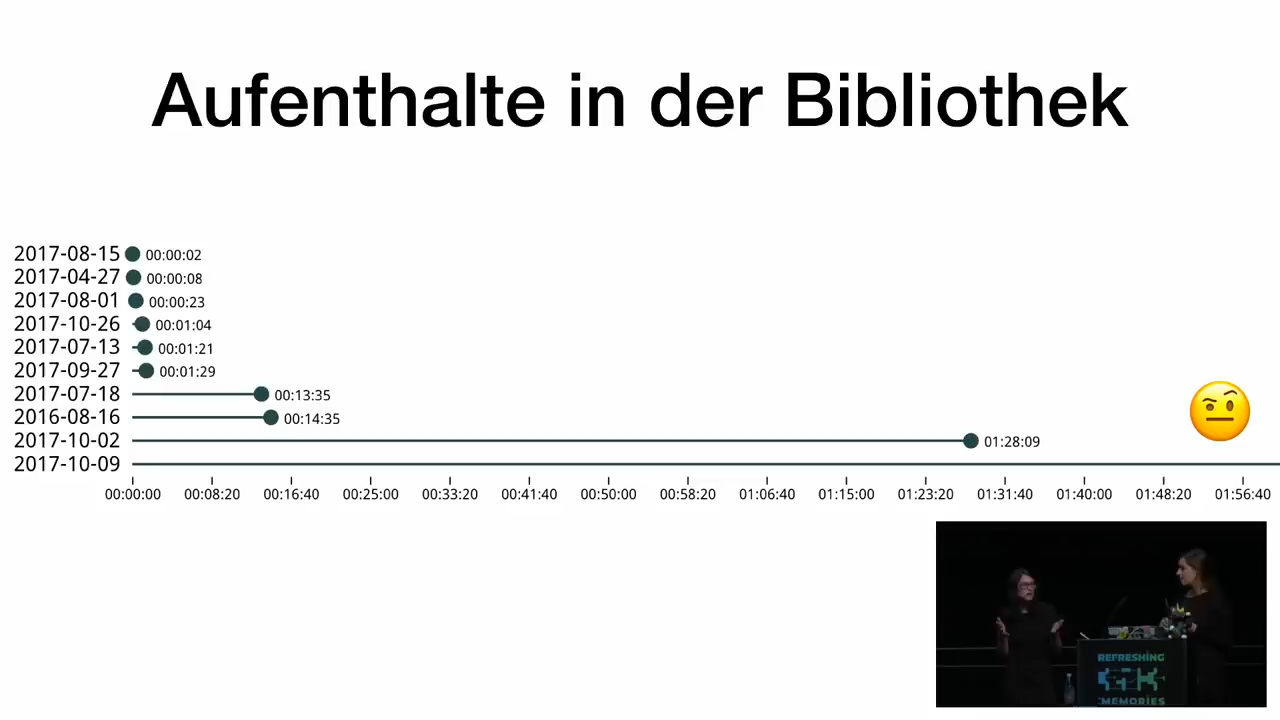 Aufenthalte in der Bibliothek
2017-08-15 00:00:02
2017-04-27 00:00:08
2017-08-01 00:00:23
2017-10-26 00:01:04
2017-07-13 00:01:21
2017-09-27 00:01:29
2017-07-18 00:13:35
2016-08-16 00:14:35
2017-10-02 01:28:09
2017-10-09
00:00:00 00:08:20 00:16:40 00:25:00 00:33:20 00:41:40 00:50:00 00:58:20 01:06:40 01:15:00 01:23:20 01:31:40 01:40:00 01:48:20 01:56:40
REFRESHING
MEMORIES